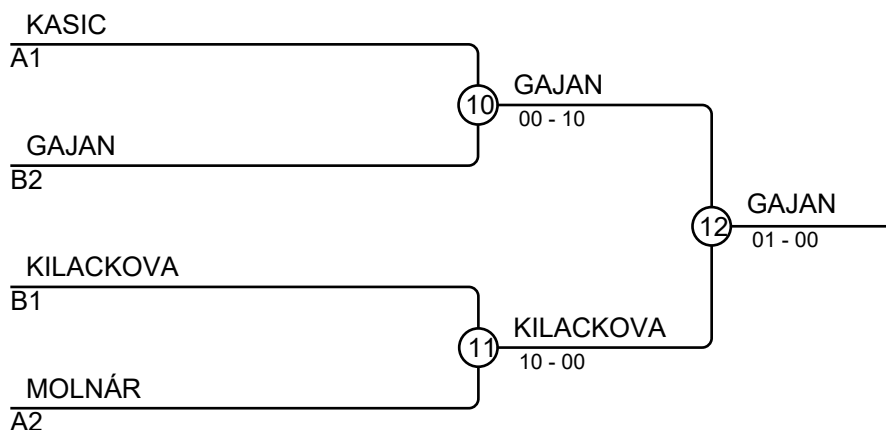 KASIC
A1
10
GAJAN
00 - 10
GAJAN
B2
12
GAJAN
01 - 00
KILACKOVA
B1
11
KILACKOVA
10 - 00
MOLNÁR
A2